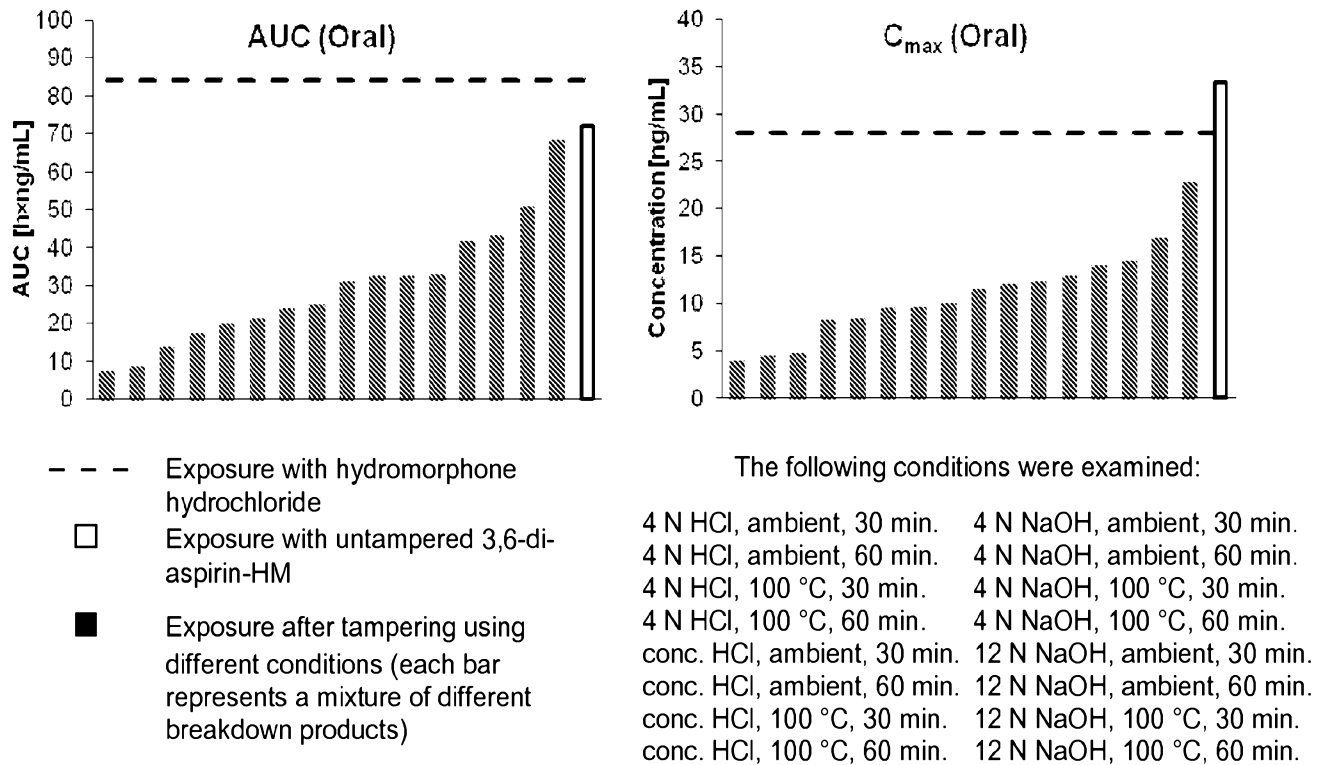 AUC (Oral)
AUC [h×ng/mL]
100
90
80
70
60
50
40
30
20
10
0
Cmax (Oral)
Concentration [ng/mL]
40
35
30
25
20
15
10
5
0
Exposure with hydromorphone
hydrochloride
Exposure with untampered 3,6-di-
aspirin-HM
Exposure after tampering using
different conditions (each bar
represents a mixture of different
breakdown products)
The following conditions were examined:
4 N HCl, ambient, 30 min. 4 N NaOH, ambient, 30 min.
4 N HCl, ambient, 60 min. 4 N NaOH, ambient, 60 min.
4 N HCl, 100 °C, 30 min. 4 N NaOH, 100 °C, 30 min.
4 N HCl, 100 °C, 60 min. 4 N NaOH, 100 °C, 60 min.
conc. HCl, ambient, 30 min. 12 N NaOH, ambient, 30 min.
conc. HCl, ambient, 60 min. 12 N NaOH, ambient, 60 min.
conc. HCl, 100 °C, 30 min. 12 N NaOH, 100 °C, 30 min.
conc. HCl, 100 °C, 60 min. 12 N NaOH, 100 °C, 60 min.